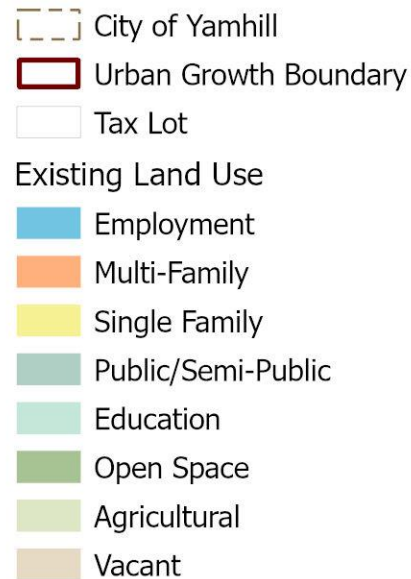 City of Yamhill
Urban Growth Boundary
Tax Lot
Existing Land Use
Employment
Multi-Family
Single Family
Public/Semi-Public
Education
Open Space
Agricultural
Vacant